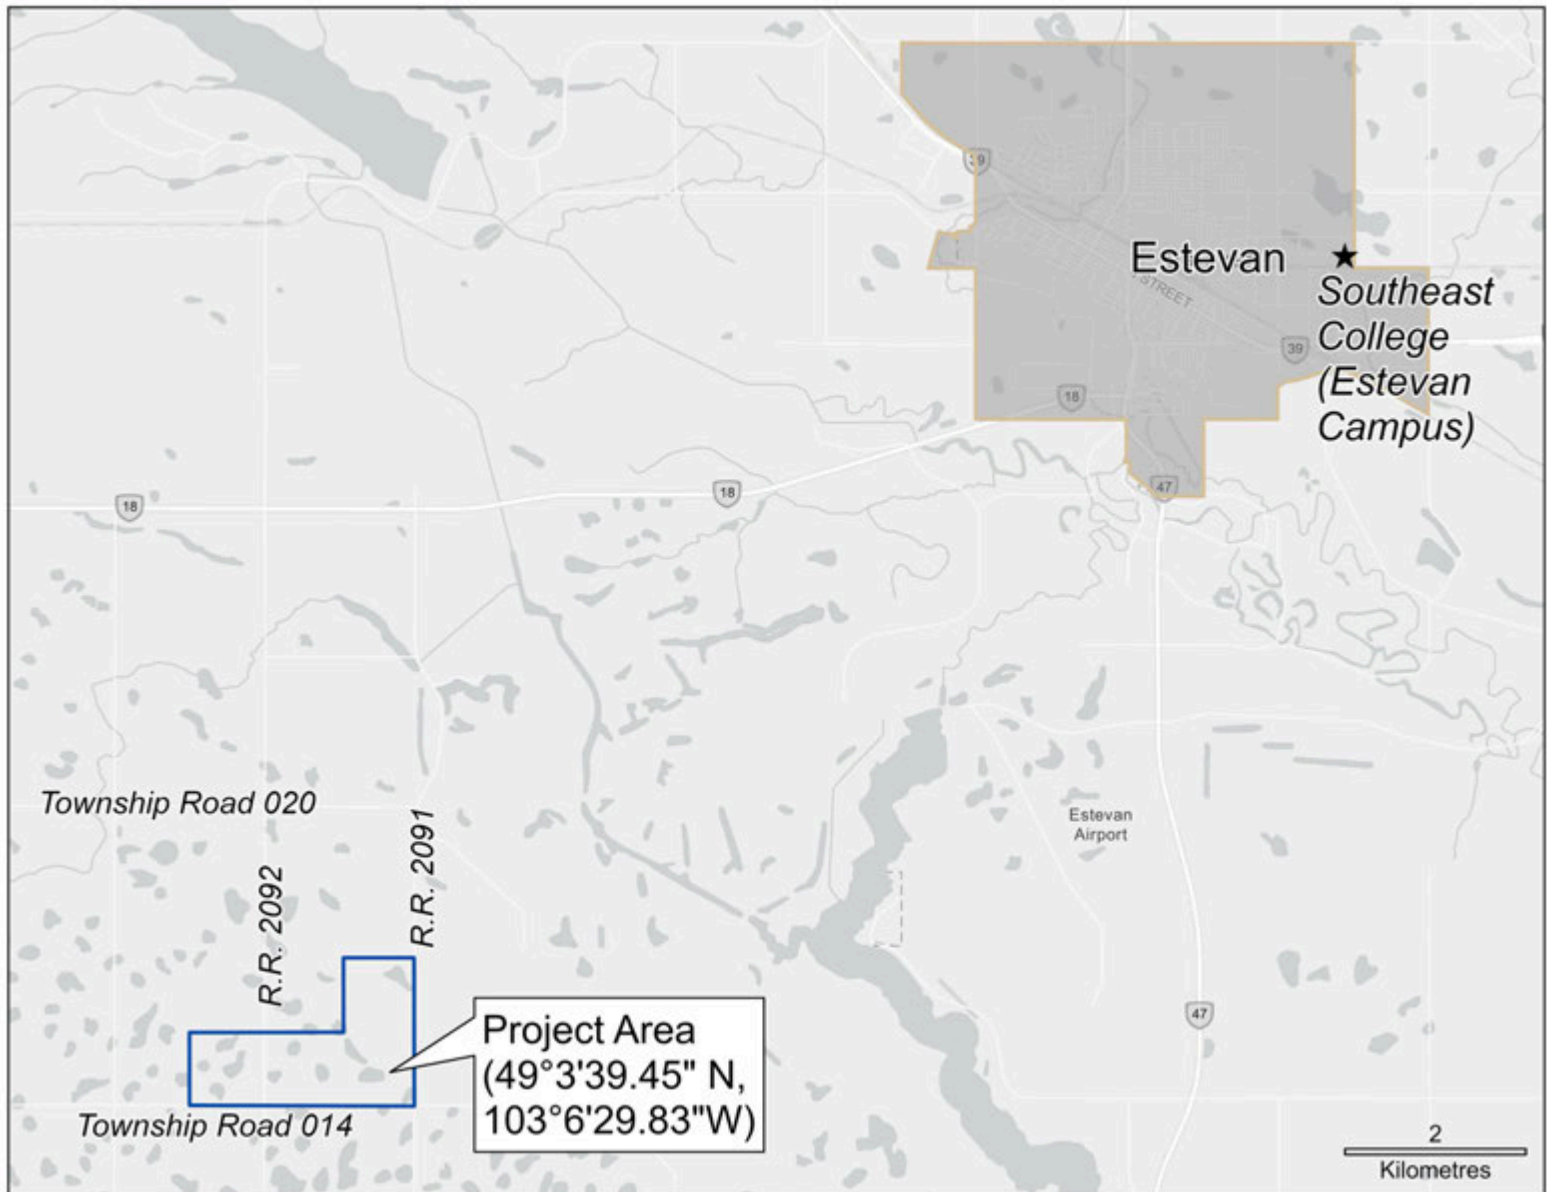 39
Estevan
STREET
Southeast
College
(Estevan
Campus)
39
18
47
18
18
Township Road 020
R.R. 2091
R.R. 2092
Estevan
Airport
Project Area
(49°3'39.45" N,
103°6'29.83"W)
47
Township Road 014
2
Kilometres